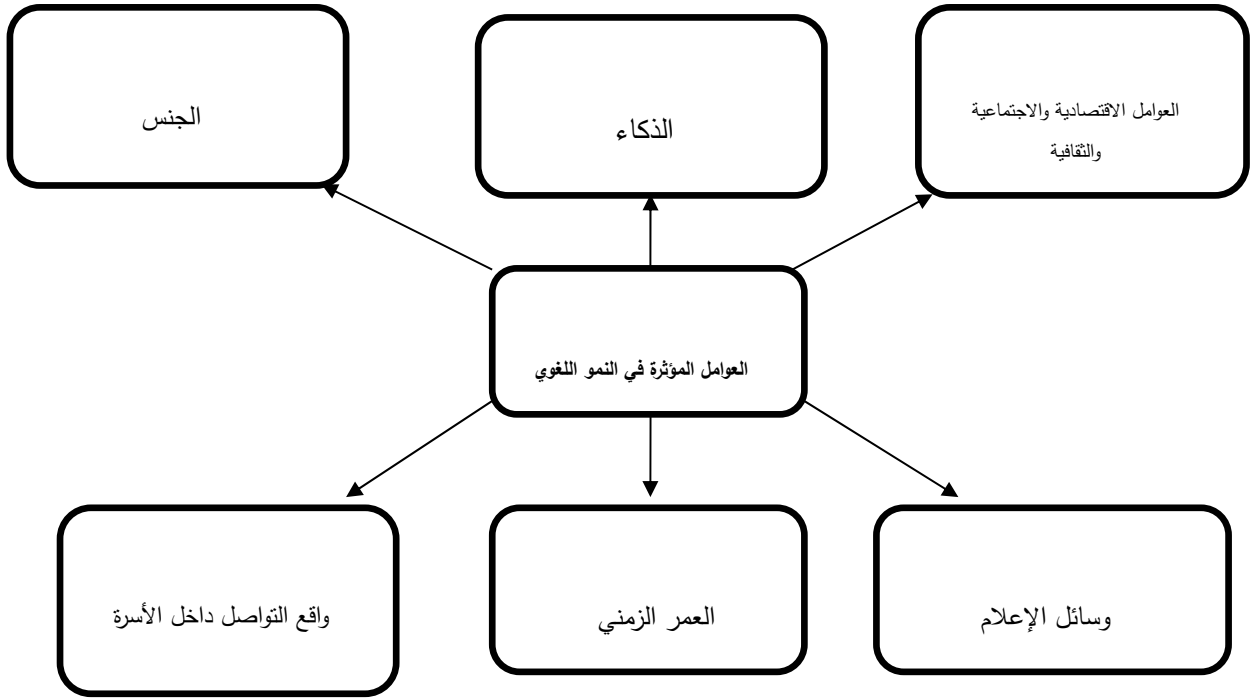 العوامل الاقتصادية والاجتماعية
والثقافية
الذكاء
الجنس
العوامل المؤثرة في النمو اللغوي
وسائل الإعلام
العمر الزمني
واقع التواصل داخل الأسرة